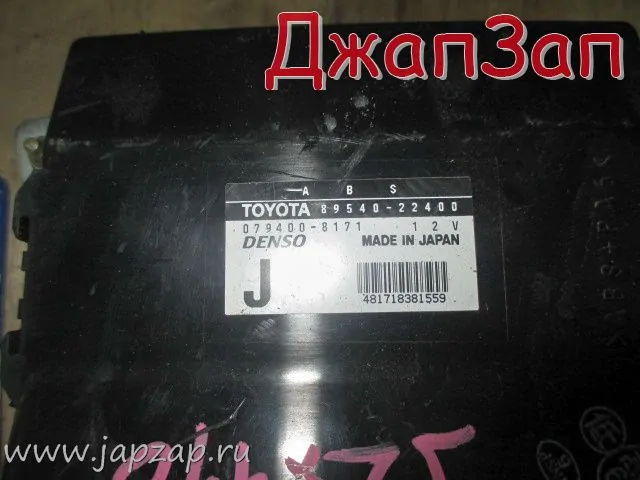 ДжапЗап
A B S
TOYOTA 89540-22400
079400-8171 12V
DENSO MADE IN JAPAN
J
481718381559
www.japzap.ru